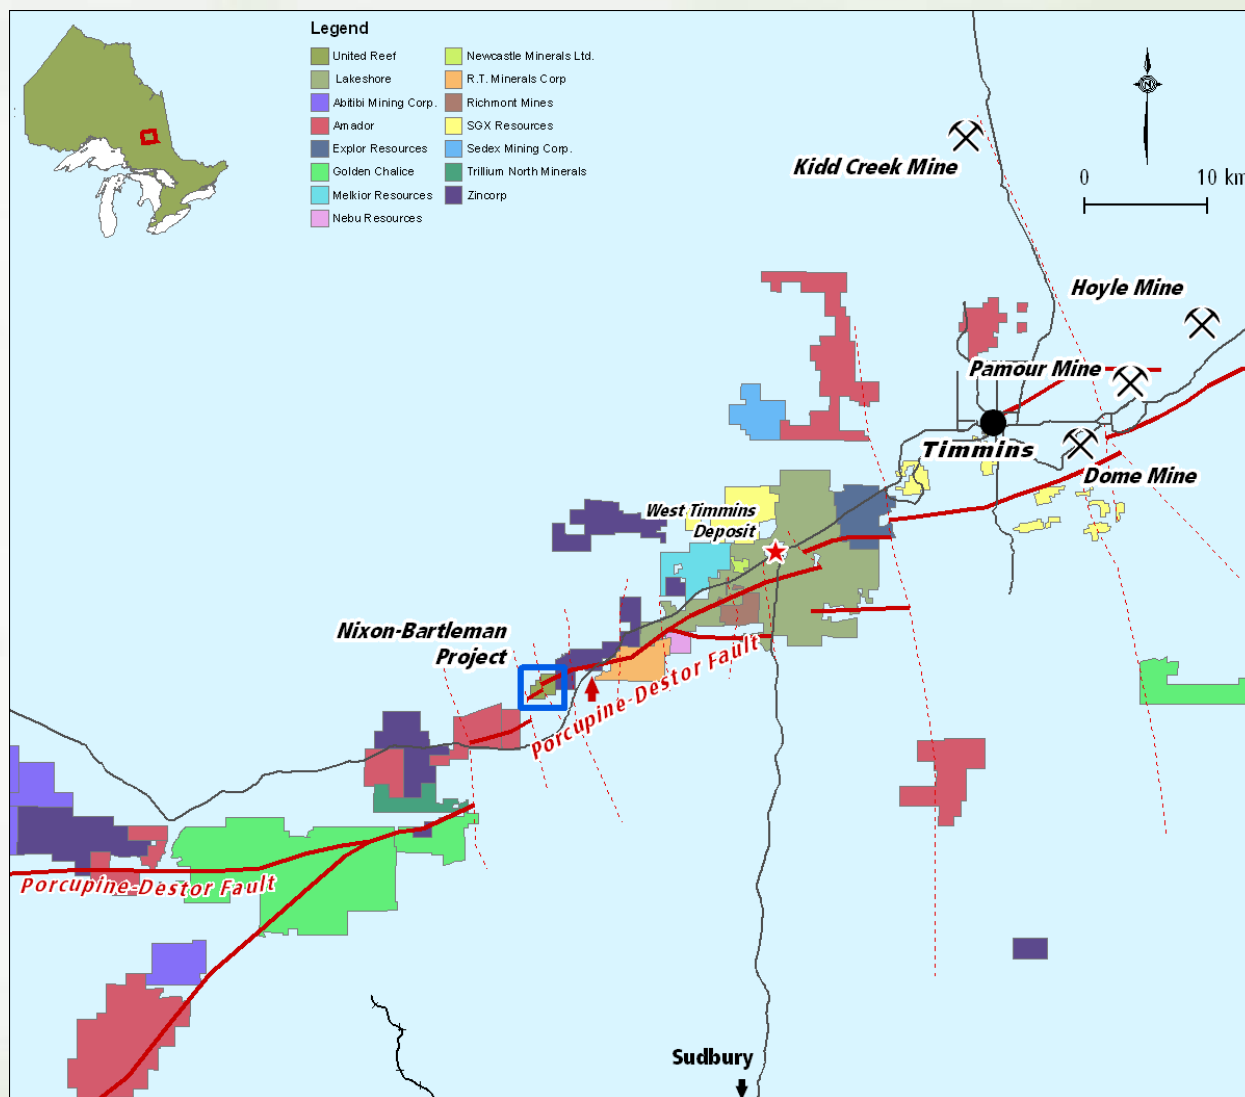 Legend
United Reef
Lakeshore
Abitibi Mining Corp.
Amador
Explor Resources
Golden Chalice
Melkior Resources
Nebu Resources
Newcastle Minerals Ltd.
R.T. Minerals Corp
Richmont Mines
SGX Resources
Sedex Mining Corp.
Trillium North Minerals
Zincorp
N
Kidd Creek Mine
0 10 km
Hoyle Mine
Pamour Mine
Timmins
Dome Mine
West Timmins
Deposit
Nixon-Bartleman
Project
Porcupine-Destor Fault
Porcupine-Destor Fault
Sudbury